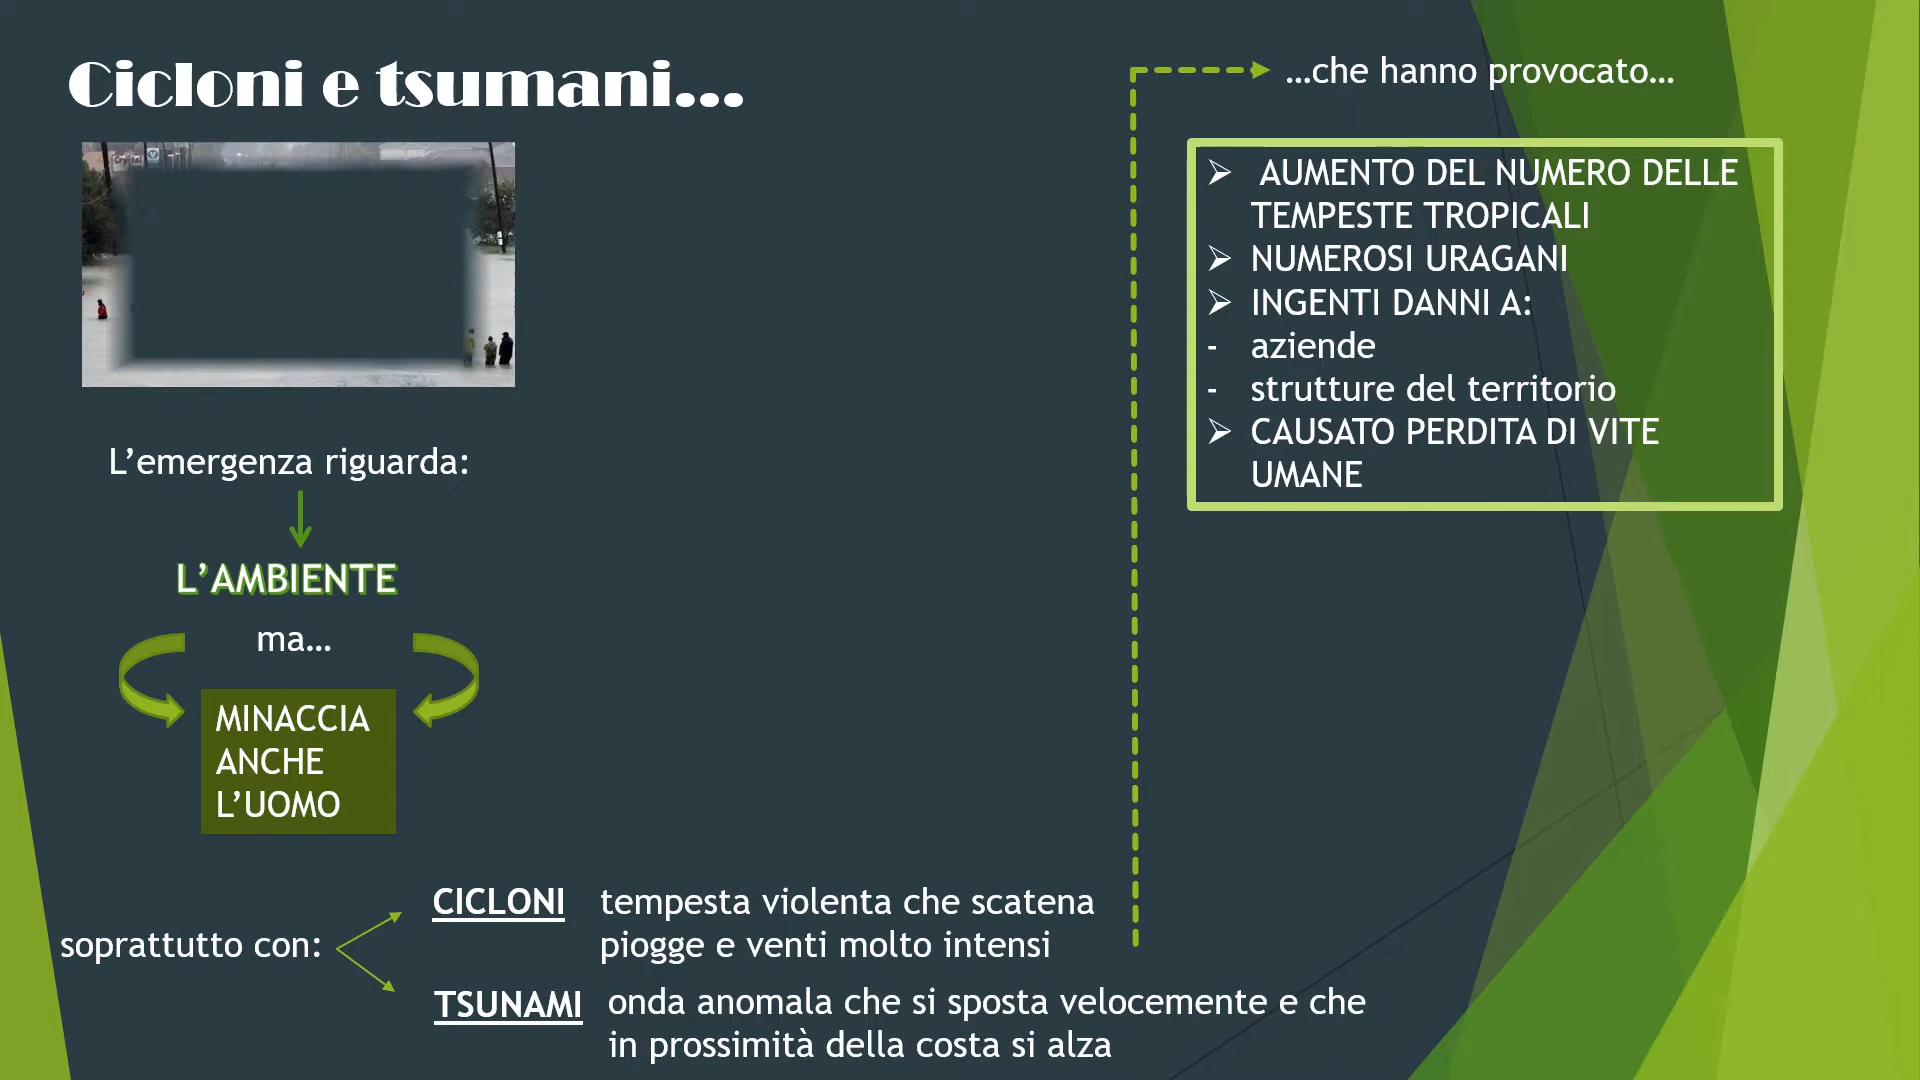 Cicloni e tsumani...
L'emergenza riguarda:
L'AMBIENTE
ma...
MINACCIA
ANCHE
L'UOMO
soprattutto con:
CICLONI
tempesta violenta che scatena
piogge e venti molto intensi
TSUNAMI
onda anomala che si sposta velocemente e che
in prossimità della costa si alza
...che hanno provocato...
➢ AUMENTO DEL NUMERO DELLE
TEMPESTE TROPICALI
➢ NUMEROSI URAGANI
➢ INGENTI DANNI A:
- aziende
- strutture del territorio
➢ CAUSATO PERDITA DI VITE
UMANE